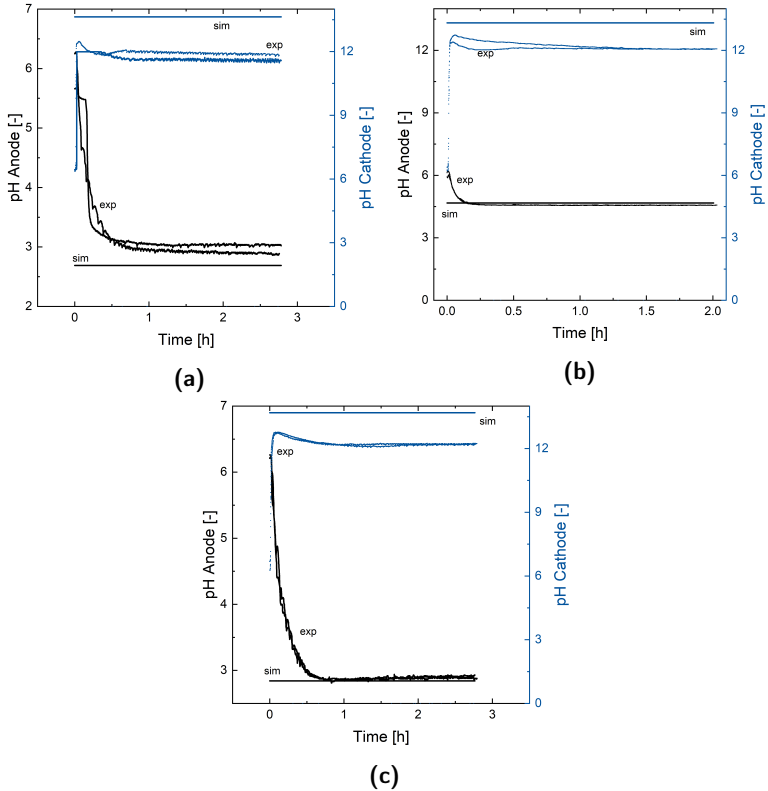 7
6
5
4
3
2
pH Anode [-]
sim
exp
exp
sim
12
9
6
3
0
pH Cathode [-]
0
1
2
3
Time [h]
(a)
12
9
6
3
0
pH Anode [-]
sim
exp
exp
sim
12
9
6
3
0
pH Cathode [-]
0.0
0.5
1.0
1.5
2.0
Time [h]
(b)
7
6
5
4
3
pH Anode [-]
sim
exp
exp
sim
12
9
6
3
0
pH Cathode [-]
0
1
2
3
Time [h]
(c)